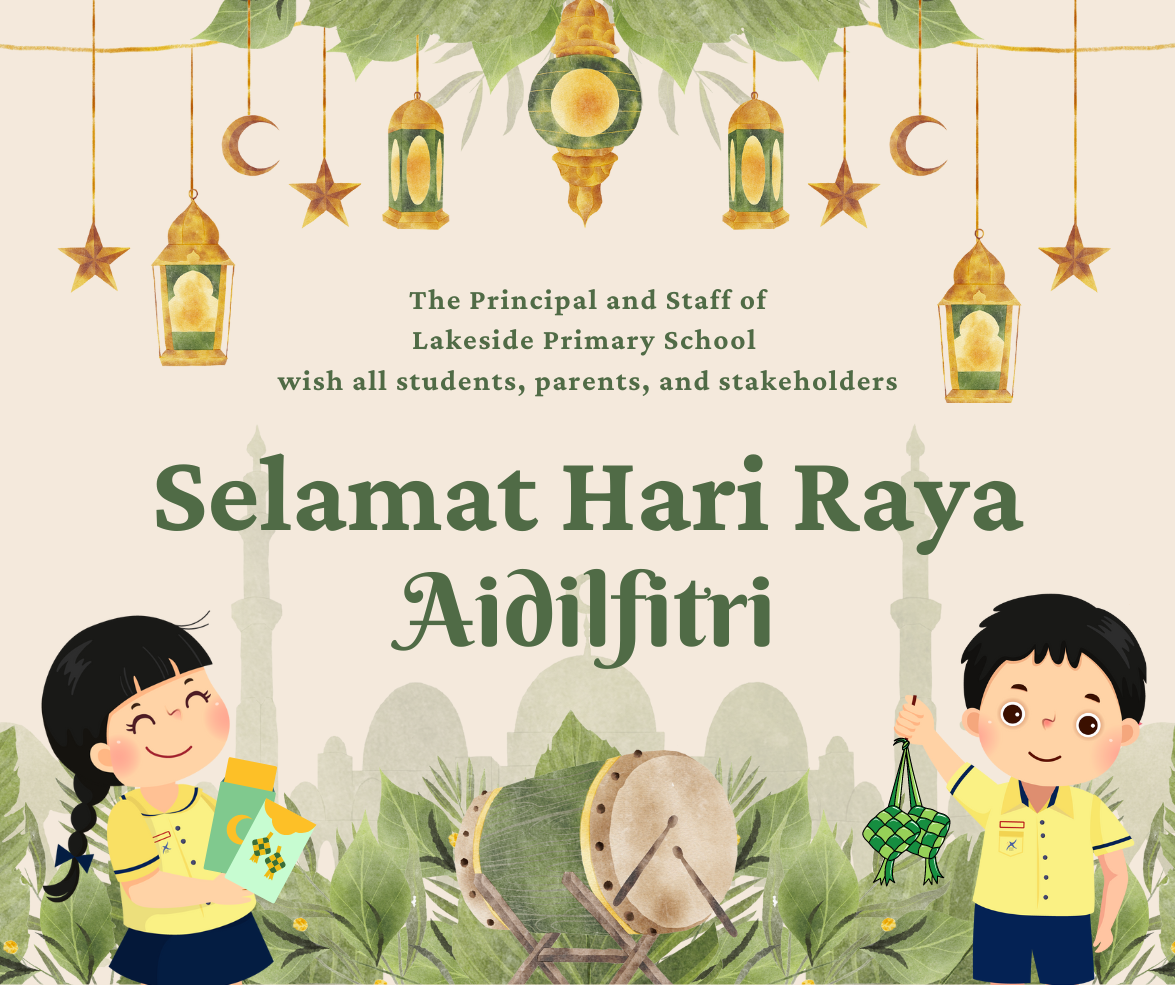 The Principal and Staff of
Lakeside Primary School
wish all students, parents, and stakeholders
Selamat Hari Raya
Aidilfitri